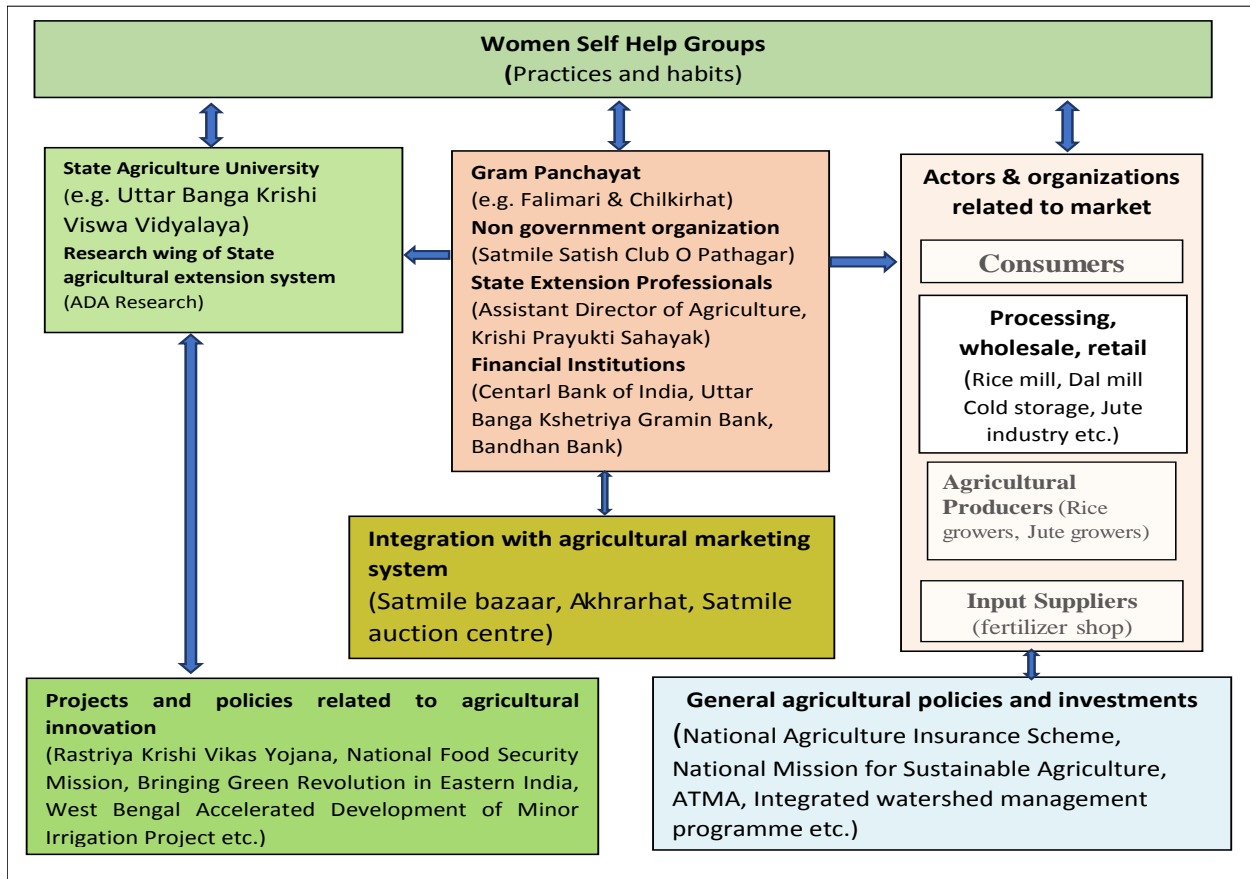 Women Self Help Groups
(Practices and habits)
State Agriculture University
(e.g. Uttar Banga Krishi
Viswa Vidyalaya)
Research wing of State
agricultural extension system
(ADA Research)
Gram Panchayat
(e.g. Falimari & Chilkirhat)
Non government organization
(Satmile Satish Club O Pathagar)
State Extension Professionals
(Assistant Director of Agriculture,
Krishi Prayukti Sahayak)
Financial Institutions
(Centarl Bank of India, Uttar
Banga Kshetriya Gramin Bank,
Bandhan Bank)
Actors & organizations
related to market
Consumers
Processing,
wholesale, retail
(Rice mill, Dal mill
Cold storage, Jute
industry etc.)
Agricultural
Producers (Rice
growers, Jute growers)
Input Suppliers
(fertilizer shop)
Integration with agricultural marketing
system
(Satmile bazaar, Akhrarhat, Satmile
auction centre)
Projects and policies related to agricultural
innovation
(Rastriya Krishi Vikas Yojana, National Food Security
Mission, Bringing Green Revolution in Eastern India,
West Bengal Accelerated Development of Minor
Irrigation Project etc.)
General agricultural policies and investments
(National Agriculture Insurance Scheme,
National Mission for Sustainable Agriculture,
ATMA, Integrated watershed management
programme etc.)